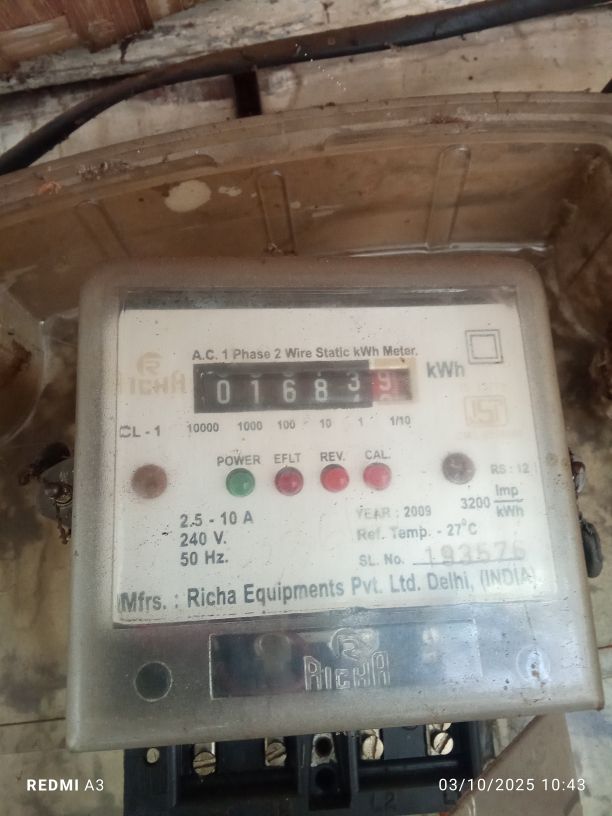 A.C. 1 Phase 2 Wire Static kWh Meter.
RICHA
0 1 6 8 3 9 kWh
CL - 1 10000 1000 100 10 1 1/10
POWER EFLT REV. CAL.
RS : 12
2.5 - 10 A YEAR : 2009 3200 Imp/kWh
240 V. Ref. Temp. - 27°C
50 Hz. SL. No. 193576
Mfrs. : Richa Equipments Pvt. Ltd. Delhi, (INDIA)
RICHA
L2
REDMI A3 03/10/2025 10:43